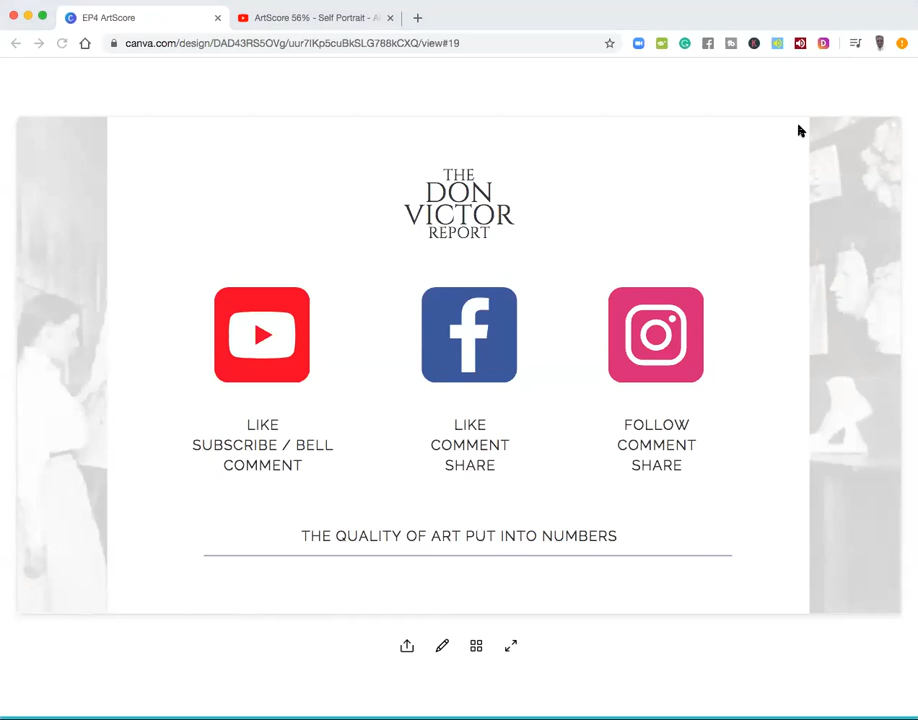 EP4 ArtScore
ArtScore 56% - Self Portrait - A
canva.com/design/DAD43RS5OVg/uur7IKp5cuBkSLG788kCXQ/view#19
THE
DON
VICTOR
REPORT
LIKE
SUBSCRIBE / BELL
COMMENT
LIKE
COMMENT
SHARE
FOLLOW
COMMENT
SHARE
THE QUALITY OF ART PUT INTO NUMBERS